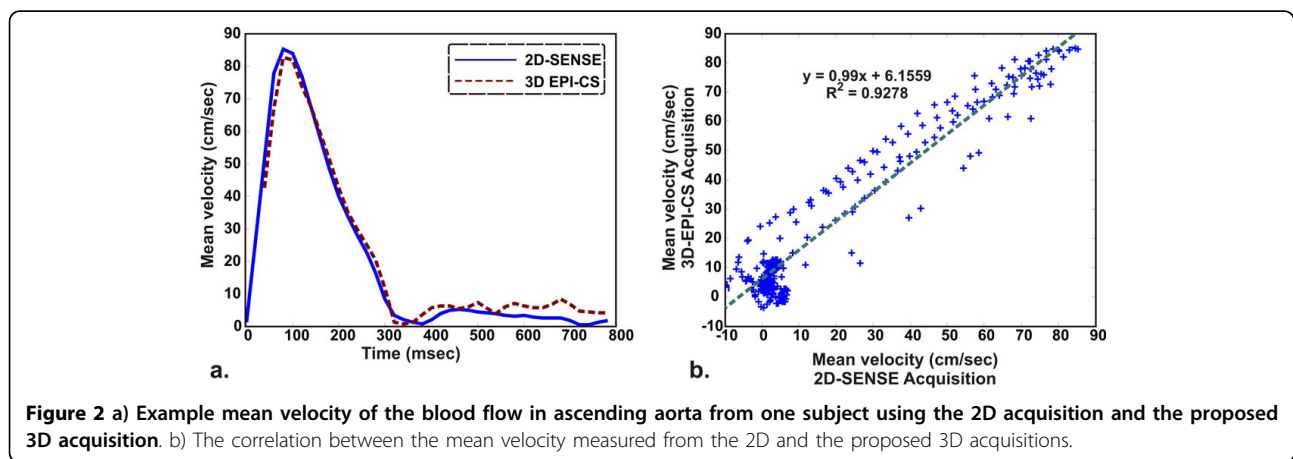 90
80
70
60
50
40
30
20
10
0
Mean velocity (cm/sec)
2D-SENSE
3D EPI-CS
0 100 200 300 400 500 600 700 800
Time (msec)
a.
90
80
70
60
50
40
30
20
10
0
-10
Mean velocity (cm/sec)
3D-EPI-CS Acquisition
y = 0.99x + 6.1559
R² = 0.9278
-10 0 10 20 30 40 50 60 70 80 90
Mean velocity (cm/sec)
2D-SENSE Acquisition
b.
Figure 2 a) Example mean velocity of the blood flow in ascending aorta from one subject using the 2D acquisition and the proposed
3D acquisition. b) The correlation between the mean velocity measured from the 2D and the proposed 3D acquisitions.